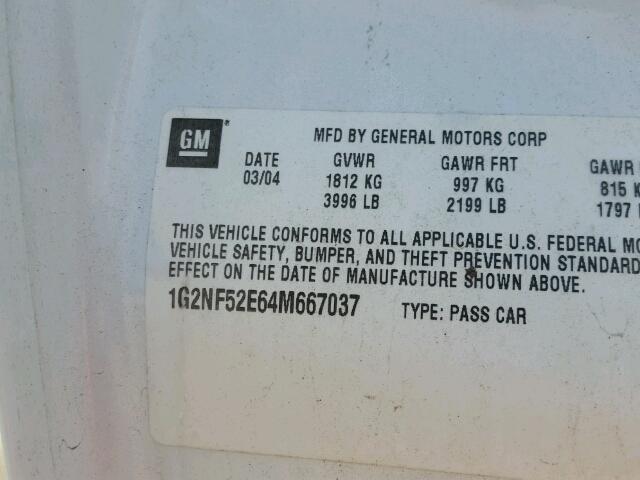 GM® MFD BY GENERAL MOTORS CORP
DATE GVWR GAWR FRT GAWR
03/04 1812 KG 997 KG 815 K
3996 LB 2199 LB 1797
THIS VEHICLE CONFORMS TO ALL APPLICABLE U.S. FEDERAL MO
VEHICLE SAFETY, BUMPER, AND THEFT PREVENTION STANDARD
EFFECT ON THE DATE OF MANUFACTURE SHOWN ABOVE.
1G2NF52E64M667037 TYPE: PASS CAR